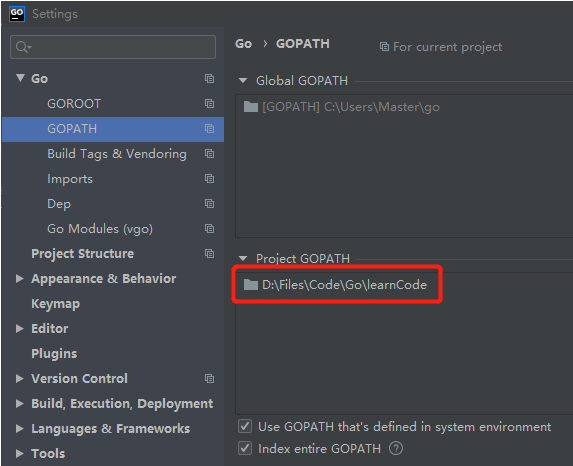 GO Settings
Go › GOPATH For current project
Go
GOROOT
GOPATH
Build Tags & Vendoring
Imports
Dep
Go Modules (vgo)
Project Structure
Appearance & Behavior
Keymap
Editor
Plugins
Version Control
Build, Execution, Deployment
Languages & Frameworks
Tools
Global GOPATH
[GOPATH] C:\Users\Master\go
Project GOPATH
D:\Files\Code\Go\learnCode
Use GOPATH that's defined in system environment
Index entire GOPATH ?